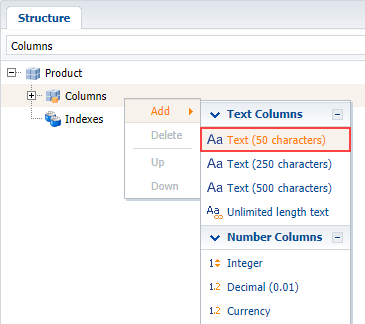 Structure
Columns
Product
Columns
Indexes
Add
Delete
Up
Down
Text Columns
Aa Text (50 characters)
Aa Text (250 characters)
Aa Text (500 characters)
Aa Unlimited length text
Number Columns
1 Integer
1.2 Decimal (0.01)
1.2 Currency